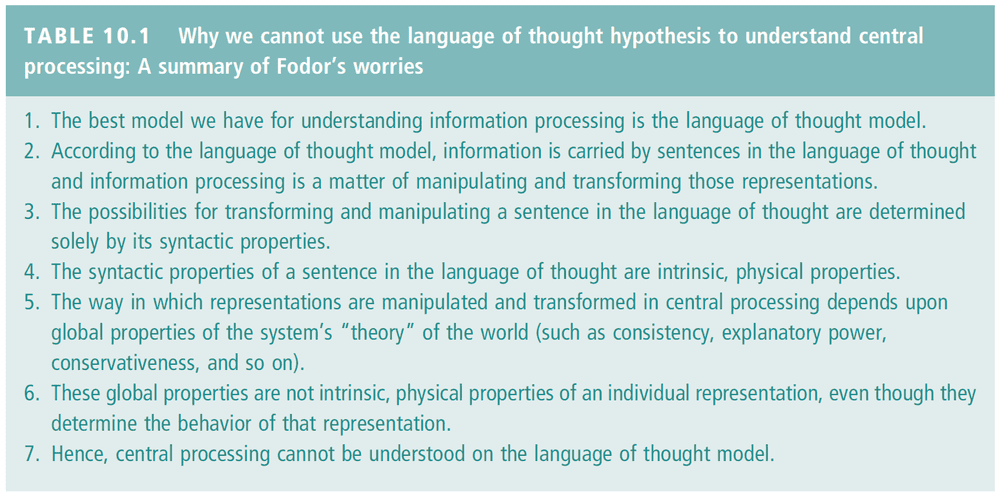 TABLE 10.1 Why we cannot use the language of thought hypothesis to understand central
processing: A summary of Fodor's worries
1. The best model we have for understanding information processing is the language of thought model.
2. According to the language of thought model, information is carried by sentences in the language of thought
and information processing is a matter of manipulating and transforming those representations.
3. The possibilities for transforming and manipulating a sentence in the language of thought are determined
solely by its syntactic properties.
4. The syntactic properties of a sentence in the language of thought are intrinsic, physical properties.
5. The way in which representations are manipulated and transformed in central processing depends upon
global properties of the system's “theory” of the world (such as consistency, explanatory power,
conservativeness, and so on).
6. These global properties are not intrinsic, physical properties of an individual representation, even though they
determine the behavior of that representation.
7. Hence, central processing cannot be understood on the language of thought model.